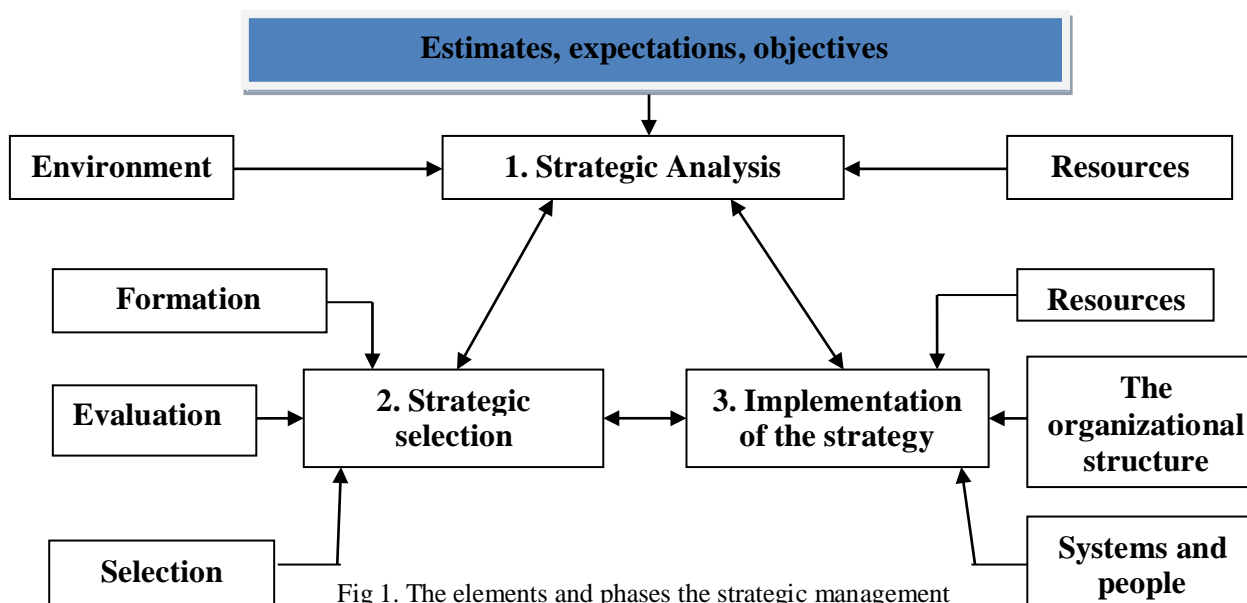 Estimates, expectations, objectives
Environment
1. Strategic Analysis
Resources
Formation
Resources
Evaluation
2. Strategic
selection
3. Implementation
of the strategy
The
organizational
structure
Selection
Systems and
people
Fig 1. The elements and phases the strategic management